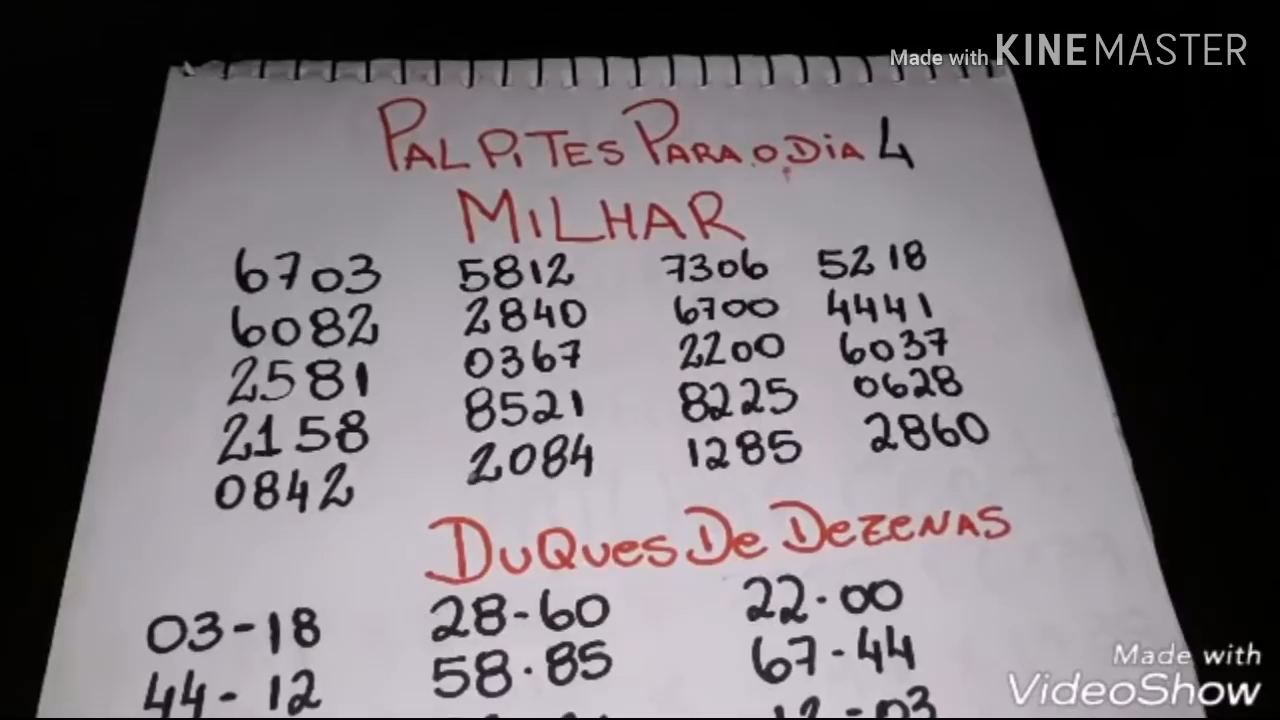 Made with KINEMASTER
PALPiTES PARA O DiA 4
MiLHAR
6703 5812 7306 5218
6082 2840 6700 4441
2581 0367 2200 6037
2158 8521 8225 0628
0842 2084 1285 2860
DuQues De DezeNAS
03-18 28-60 22.00
44-12 58.85 67-44
12-03
Made with
VideoShow